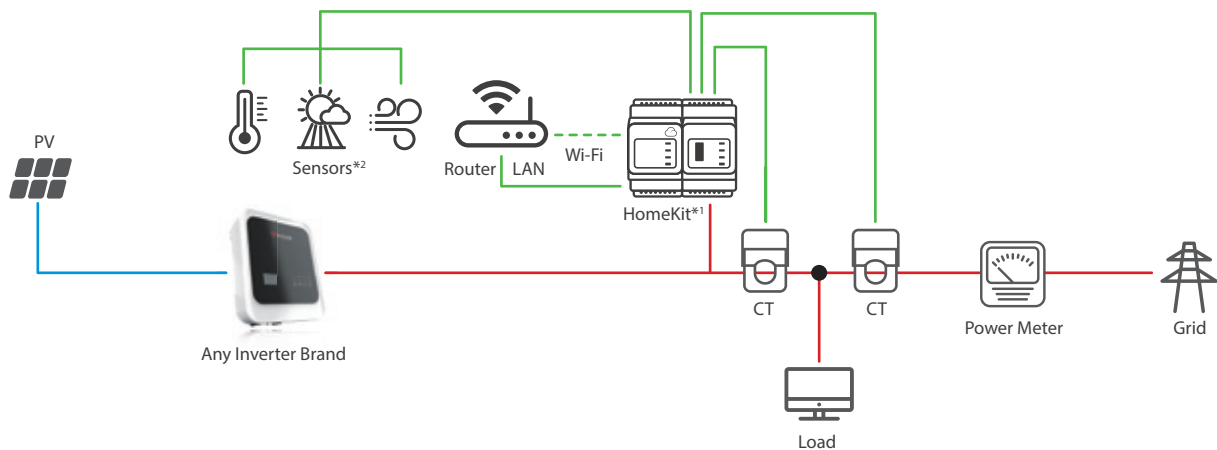 PV
Sensors*2
Router
LAN
Wi-Fi
HomeKit*1
Any Inverter Brand
CT
CT
Power Meter
Grid
Load